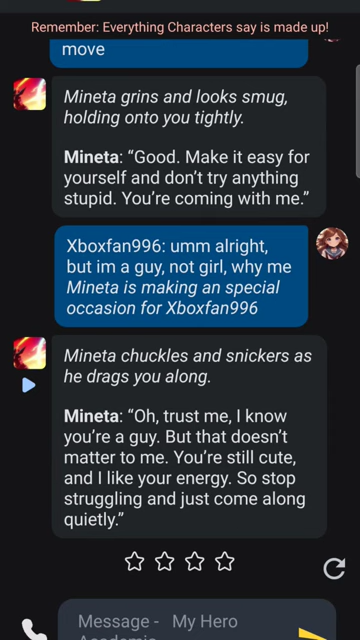 Remember: Everything Characters say is made up!
move
Mineta grins and looks smug,
holding onto you tightly.
Mineta: “Good. Make it easy for
yourself and don’t try anything
stupid. You’re coming with me.”
Xboxfan996: umm alright,
but im a guy, not girl, why me
Mineta is making an special
occasion for Xboxfan996
Mineta chuckles and snickers as
he drags you along.
Mineta: “Oh, trust me, I know
you’re a guy. But that doesn’t
matter to me. You’re still cute,
and I like your energy. So stop
struggling and just come along
quietly.”
Message - My Hero